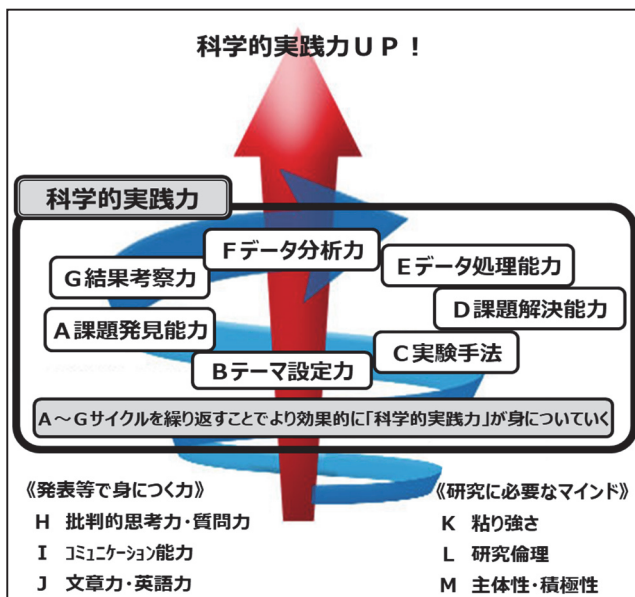 科学的実践力UP！
科学的実践力
Fデータ分析力
Eデータ処理能力
G結果考察力
D課題解決能力
A課題発見能力
C実験手法
Bテーマ設定力
A～Gサイクルを繰り返すことでより効果的に「科学的実践力」が身についていく
《発表等で身につく力》
H 批判的思考力・質問力
I コミュニケーション能力
J 文章力・英語力
《研究に必要なマインド》
K 粘り強さ
L 研究倫理
M 主体性・積極性